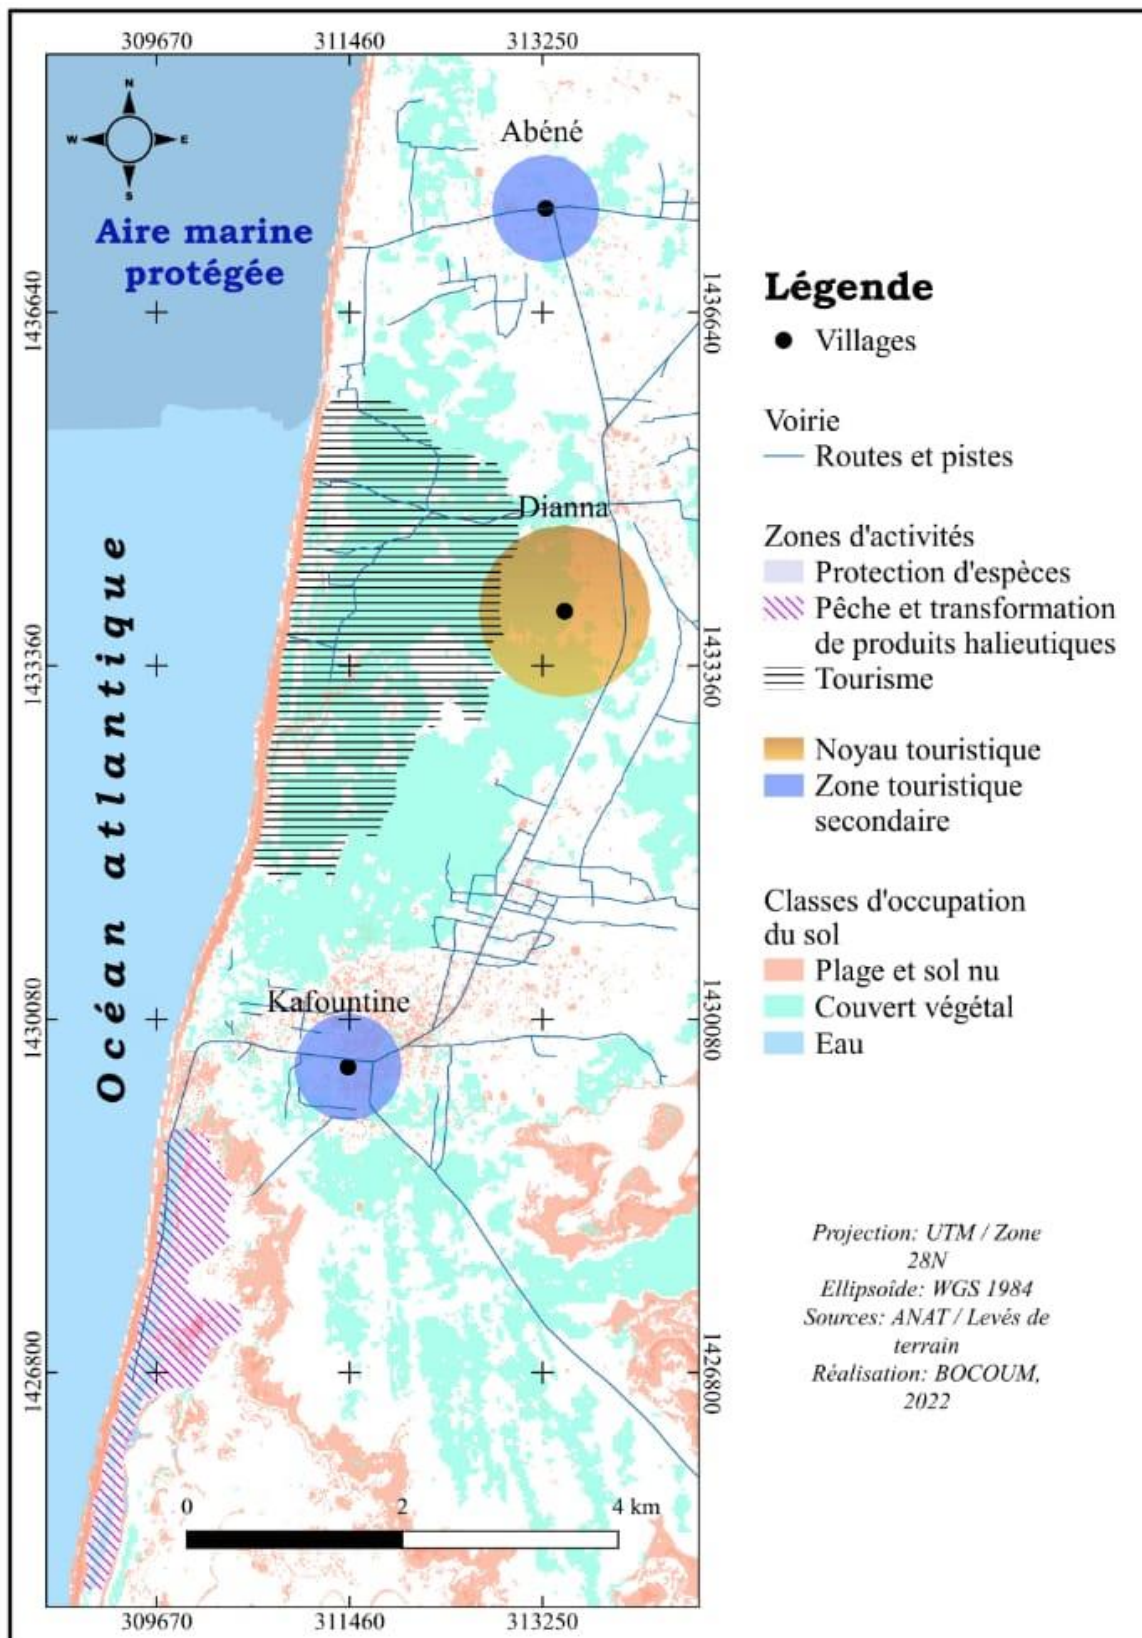 309670
311460
313250
N
W
E
S
Abéné
Aire marine
protégée
1436640
1436640
Dianna
Océan atlantique
1433360
1433360
Kafountine
1430080
1430080
1426800
1426800
0
2
4 km
309670
311460
313250
Légende
Villages
Voirie
Routes et pistes
Zones d'activités
Protection d'espèces
Pêche et transformation
de produits halieutiques
Tourisme
Noyau touristique
Zone touristique
secondaire
Classes d'occupation
du sol
Plage et sol nu
Couvert végétal
Eau
Projection: UTM / Zone
28N
Ellipsoîde: WGS 1984
Sources: ANAT / Levés de
terrain
Réalisation: BOCOUM,
2022